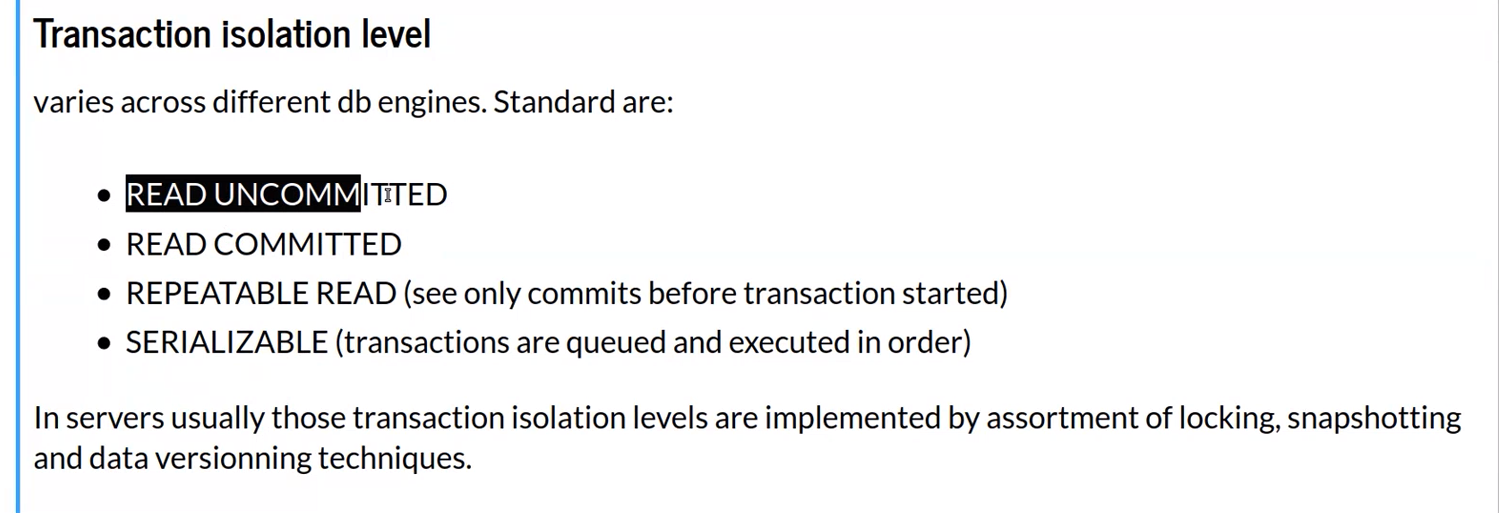 Transaction isolation level
varies across different db engines. Standard are:
• READ UNCOMMITTED
• READ COMMITTED
• REPEATABLE READ (see only commits before transaction started)
• SERIALIZABLE (transactions are queued and executed in order)
In servers usually those transaction isolation levels are implemented by assortment of locking, snapshotting
and data versionning techniques.